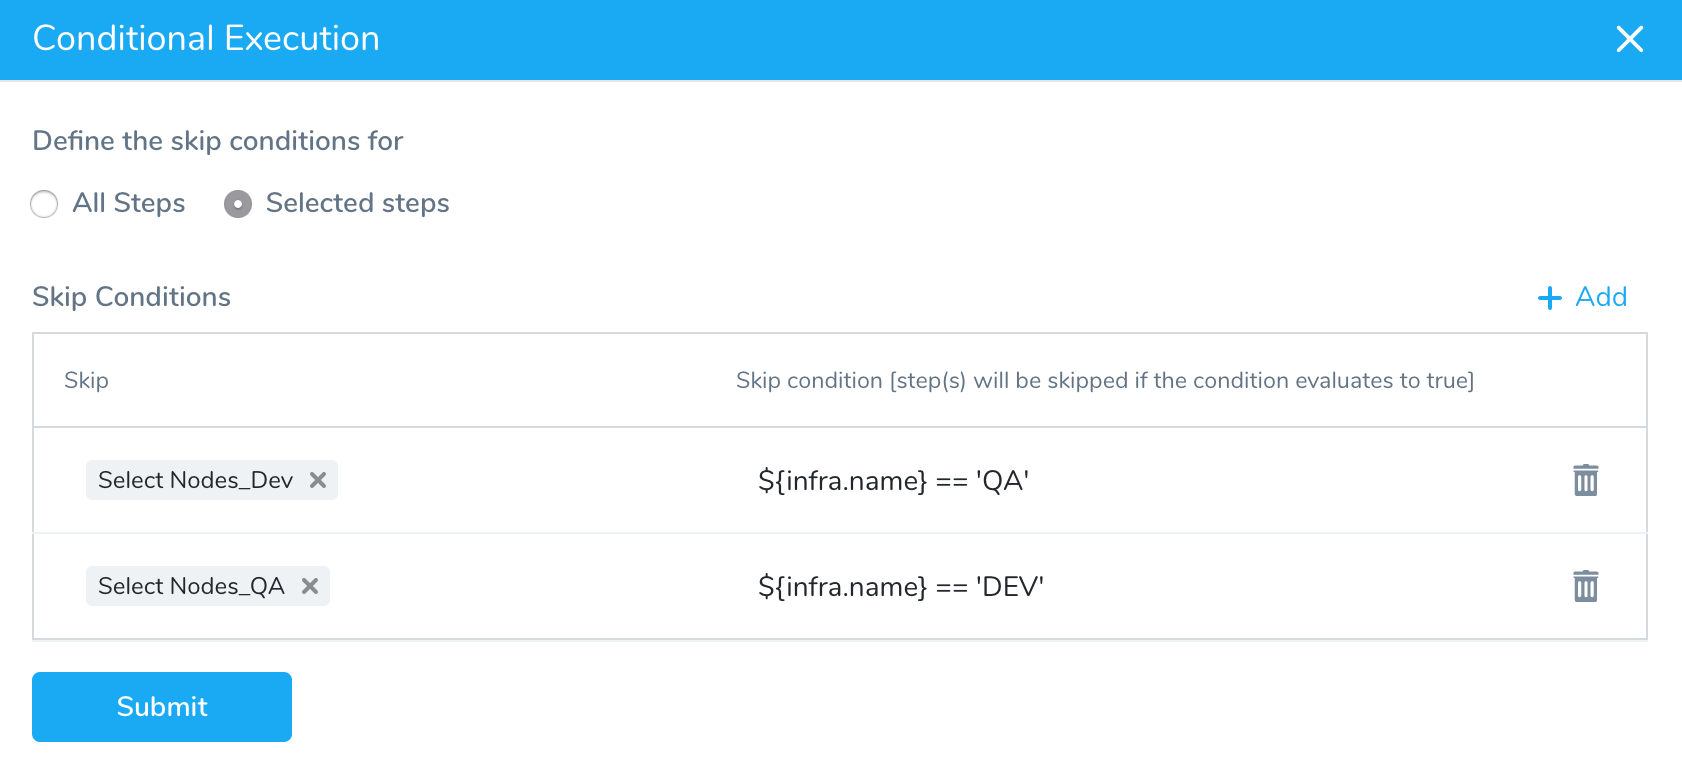 Conditional Execution
Define the skip conditions for
All Steps Selected steps
Skip Conditions Add
Skip Skip condition [step(s) will be skipped if the condition evaluates to true]
Select Nodes_Dev ${infra.name} == 'QA'
Select Nodes_QA ${infra.name} == 'DEV'
Submit